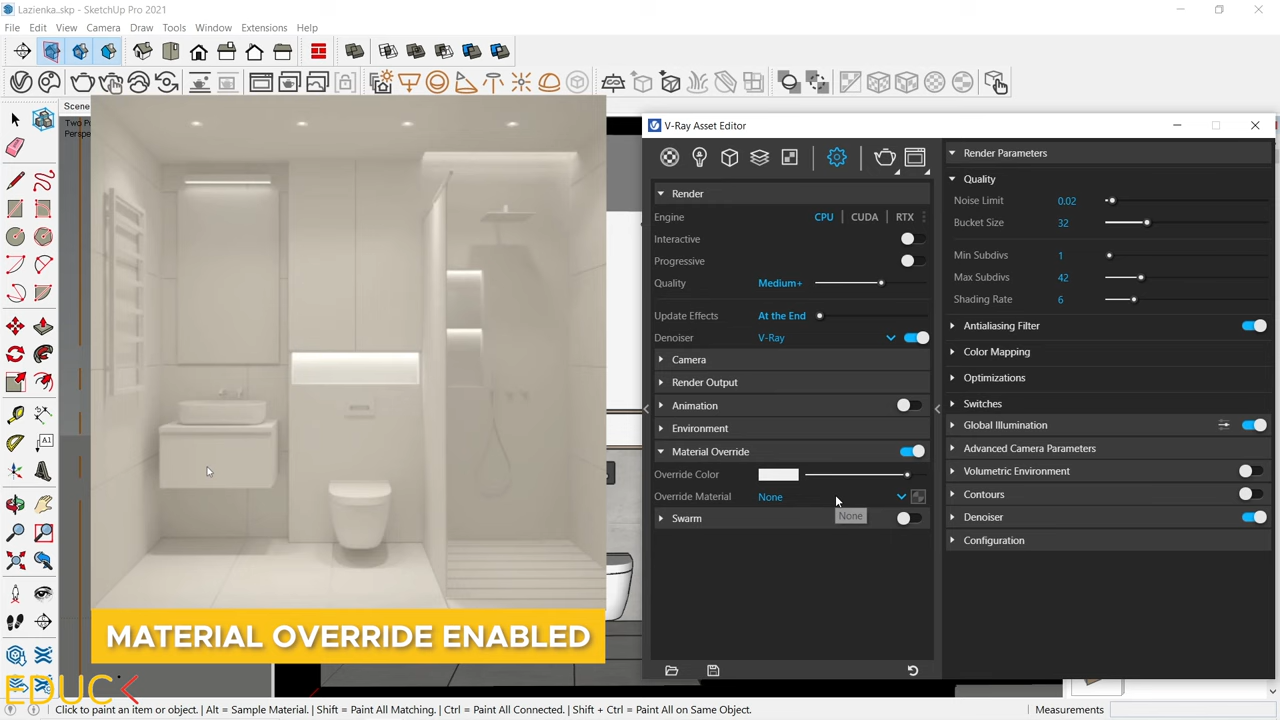 Lazienka.skp - SketchUp Pro 2021
File Edit View Camera Draw Tools Window Extensions Help
Scene
Two Po
Perspe
V-Ray Asset Editor
Render
Engine CPU CUDA RTX
Interactive
Progressive
Quality Medium+
Update Effects At the End
Denoiser V-Ray
Camera
Render Output
Animation
Environment
Material Override
Override Color
Override Material None
None
Swarm
Render Parameters
Quality
Noise Limit 0.02
Bucket Size 32
Min Subdivs 1
Max Subdivs 42
Shading Rate 6
Antialiasing Filter
Color Mapping
Optimizations
Switches
Global Illumination
Advanced Camera Parameters
Volumetric Environment
Contours
Denoiser
Configuration
A1
MATERIAL OVERRIDE ENABLED
EDUC
Click to paint an item or object. | Alt = Sample Material. | Shift = Paint All Matching. | Ctrl = Paint All Connected. | Shift + Ctrl = Paint All on Same Object. Measurements